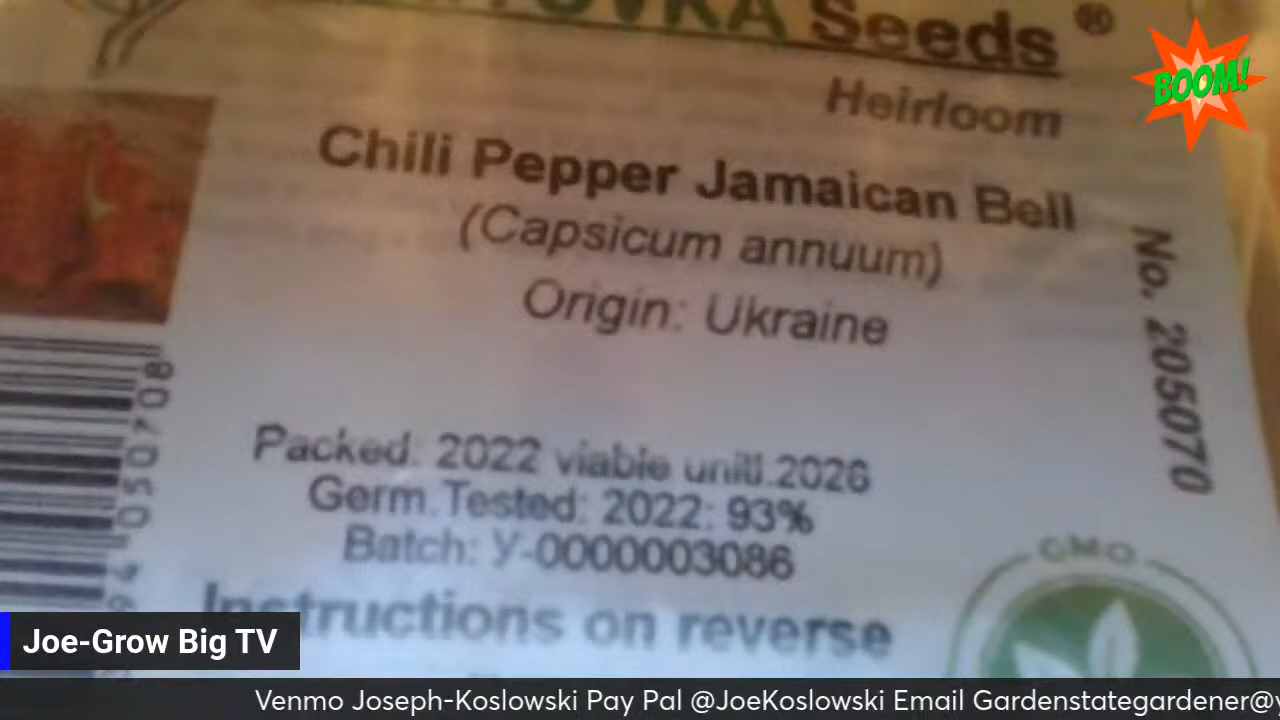 Seeds ®
BOOM!
Heirloom
Chili Pepper Jamaican Bell
(Capsicum annuum)
Origin: Ukraine
No. 205070
Packed: 2022 viable until.2026
Germ.Tested: 2022: 93%
Batch: У-0000003086
GMO
Instructions on reverse
Joe-Grow Big TV
Venmo Joseph-Koslowski Pay Pal @JoeKoslowski Email Gardenstategardener@y